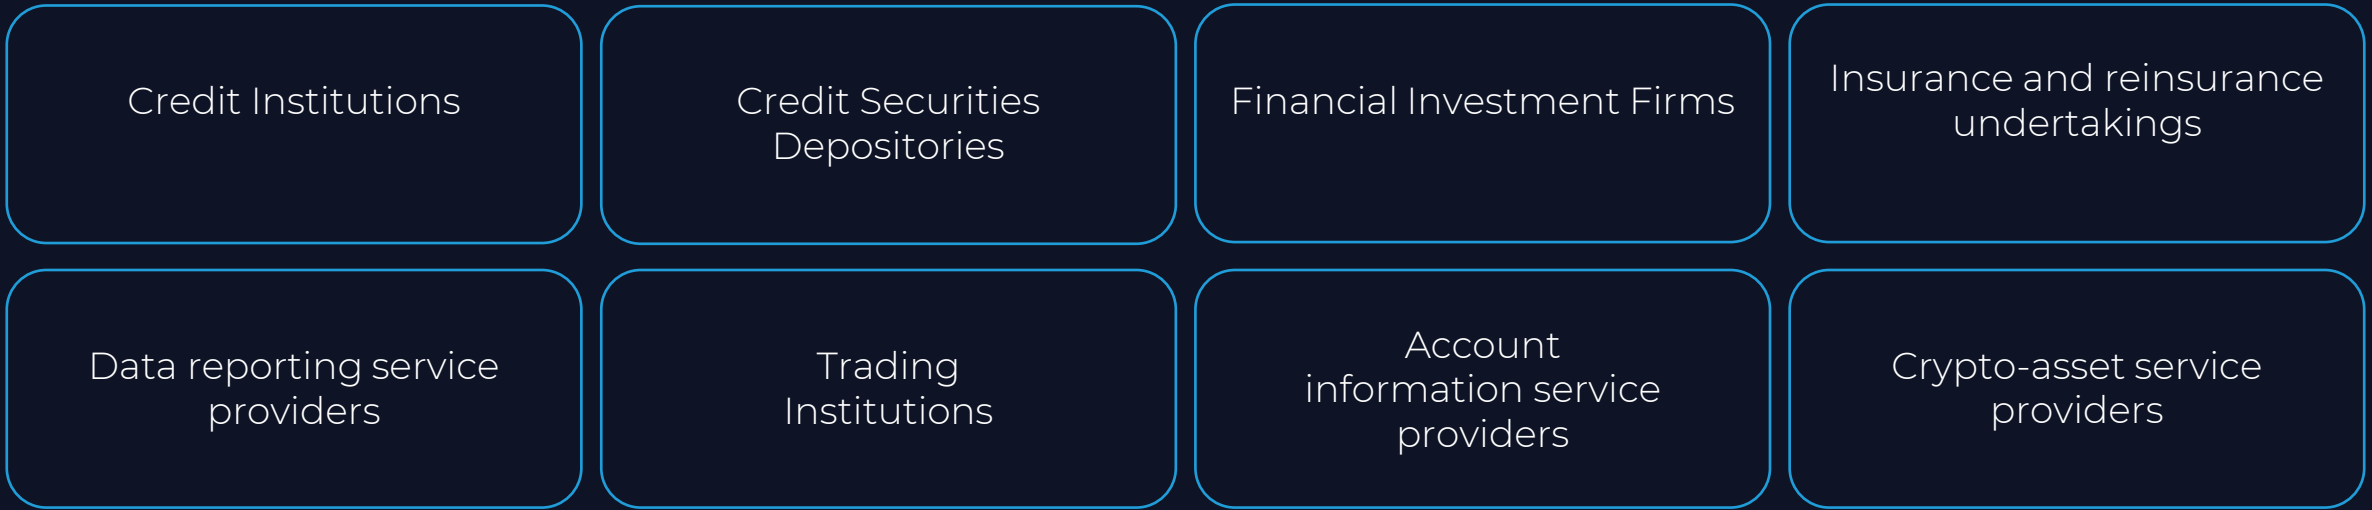 Credit Institutions
Credit Securities
Depositories
Financial Investment Firms
Insurance and reinsurance
undertakings
Data reporting service
providers
Trading
Institutions
Account
information service
providers
Crypto-asset service
providers